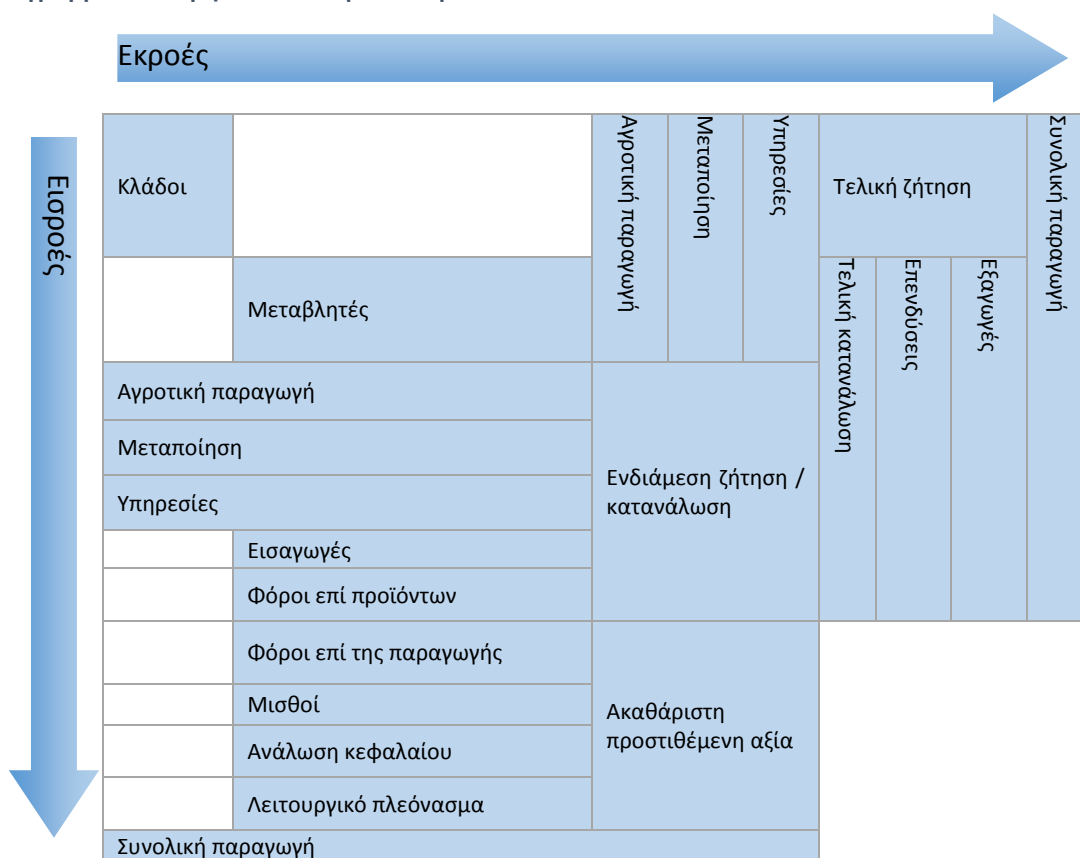 Εκροές
Εισροές
Κλάδοι
Αγροτική παραγωγή
Μεταποίηση
Υπηρεσίες
Τελική ζήτηση
Συνολική παραγωγή
Μεταβλητές
Τελική κατανάλωση
Επενδύσεις
Εξαγωγές
Αγροτική παραγωγή
Μεταποίηση
Υπηρεσίες
Ενδιάμεση ζήτηση /
κατανάλωση
Εισαγωγές
Φόροι επί προϊόντων
Φόροι επί της παραγωγής
Μισθοί
Ακαθάριστη
προστιθέμενη αξία
Ανάλωση κεφαλαίου
Λειτουργικό πλεόνασμα
Συνολική παραγωγή